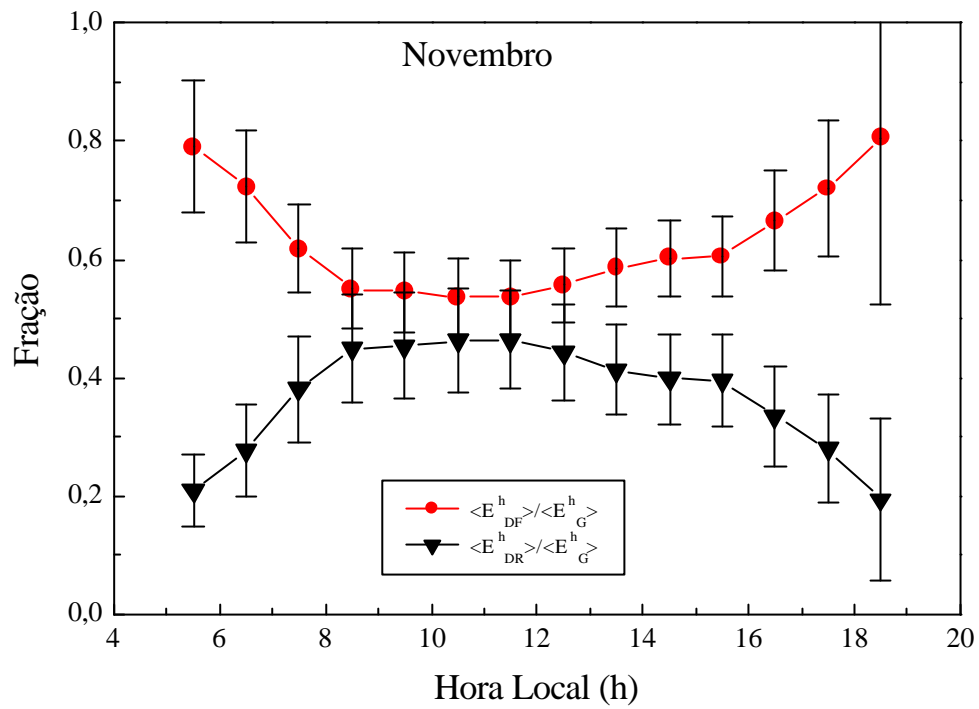 Novembro
1,0
0,8
0,6
0,4
0,2
0,0
Fração
<E^h_DF>/<E^h_G>
<E^h_DR>/<E^h_G>
4 6 8 10 12 14 16 18 20
Hora Local (h)